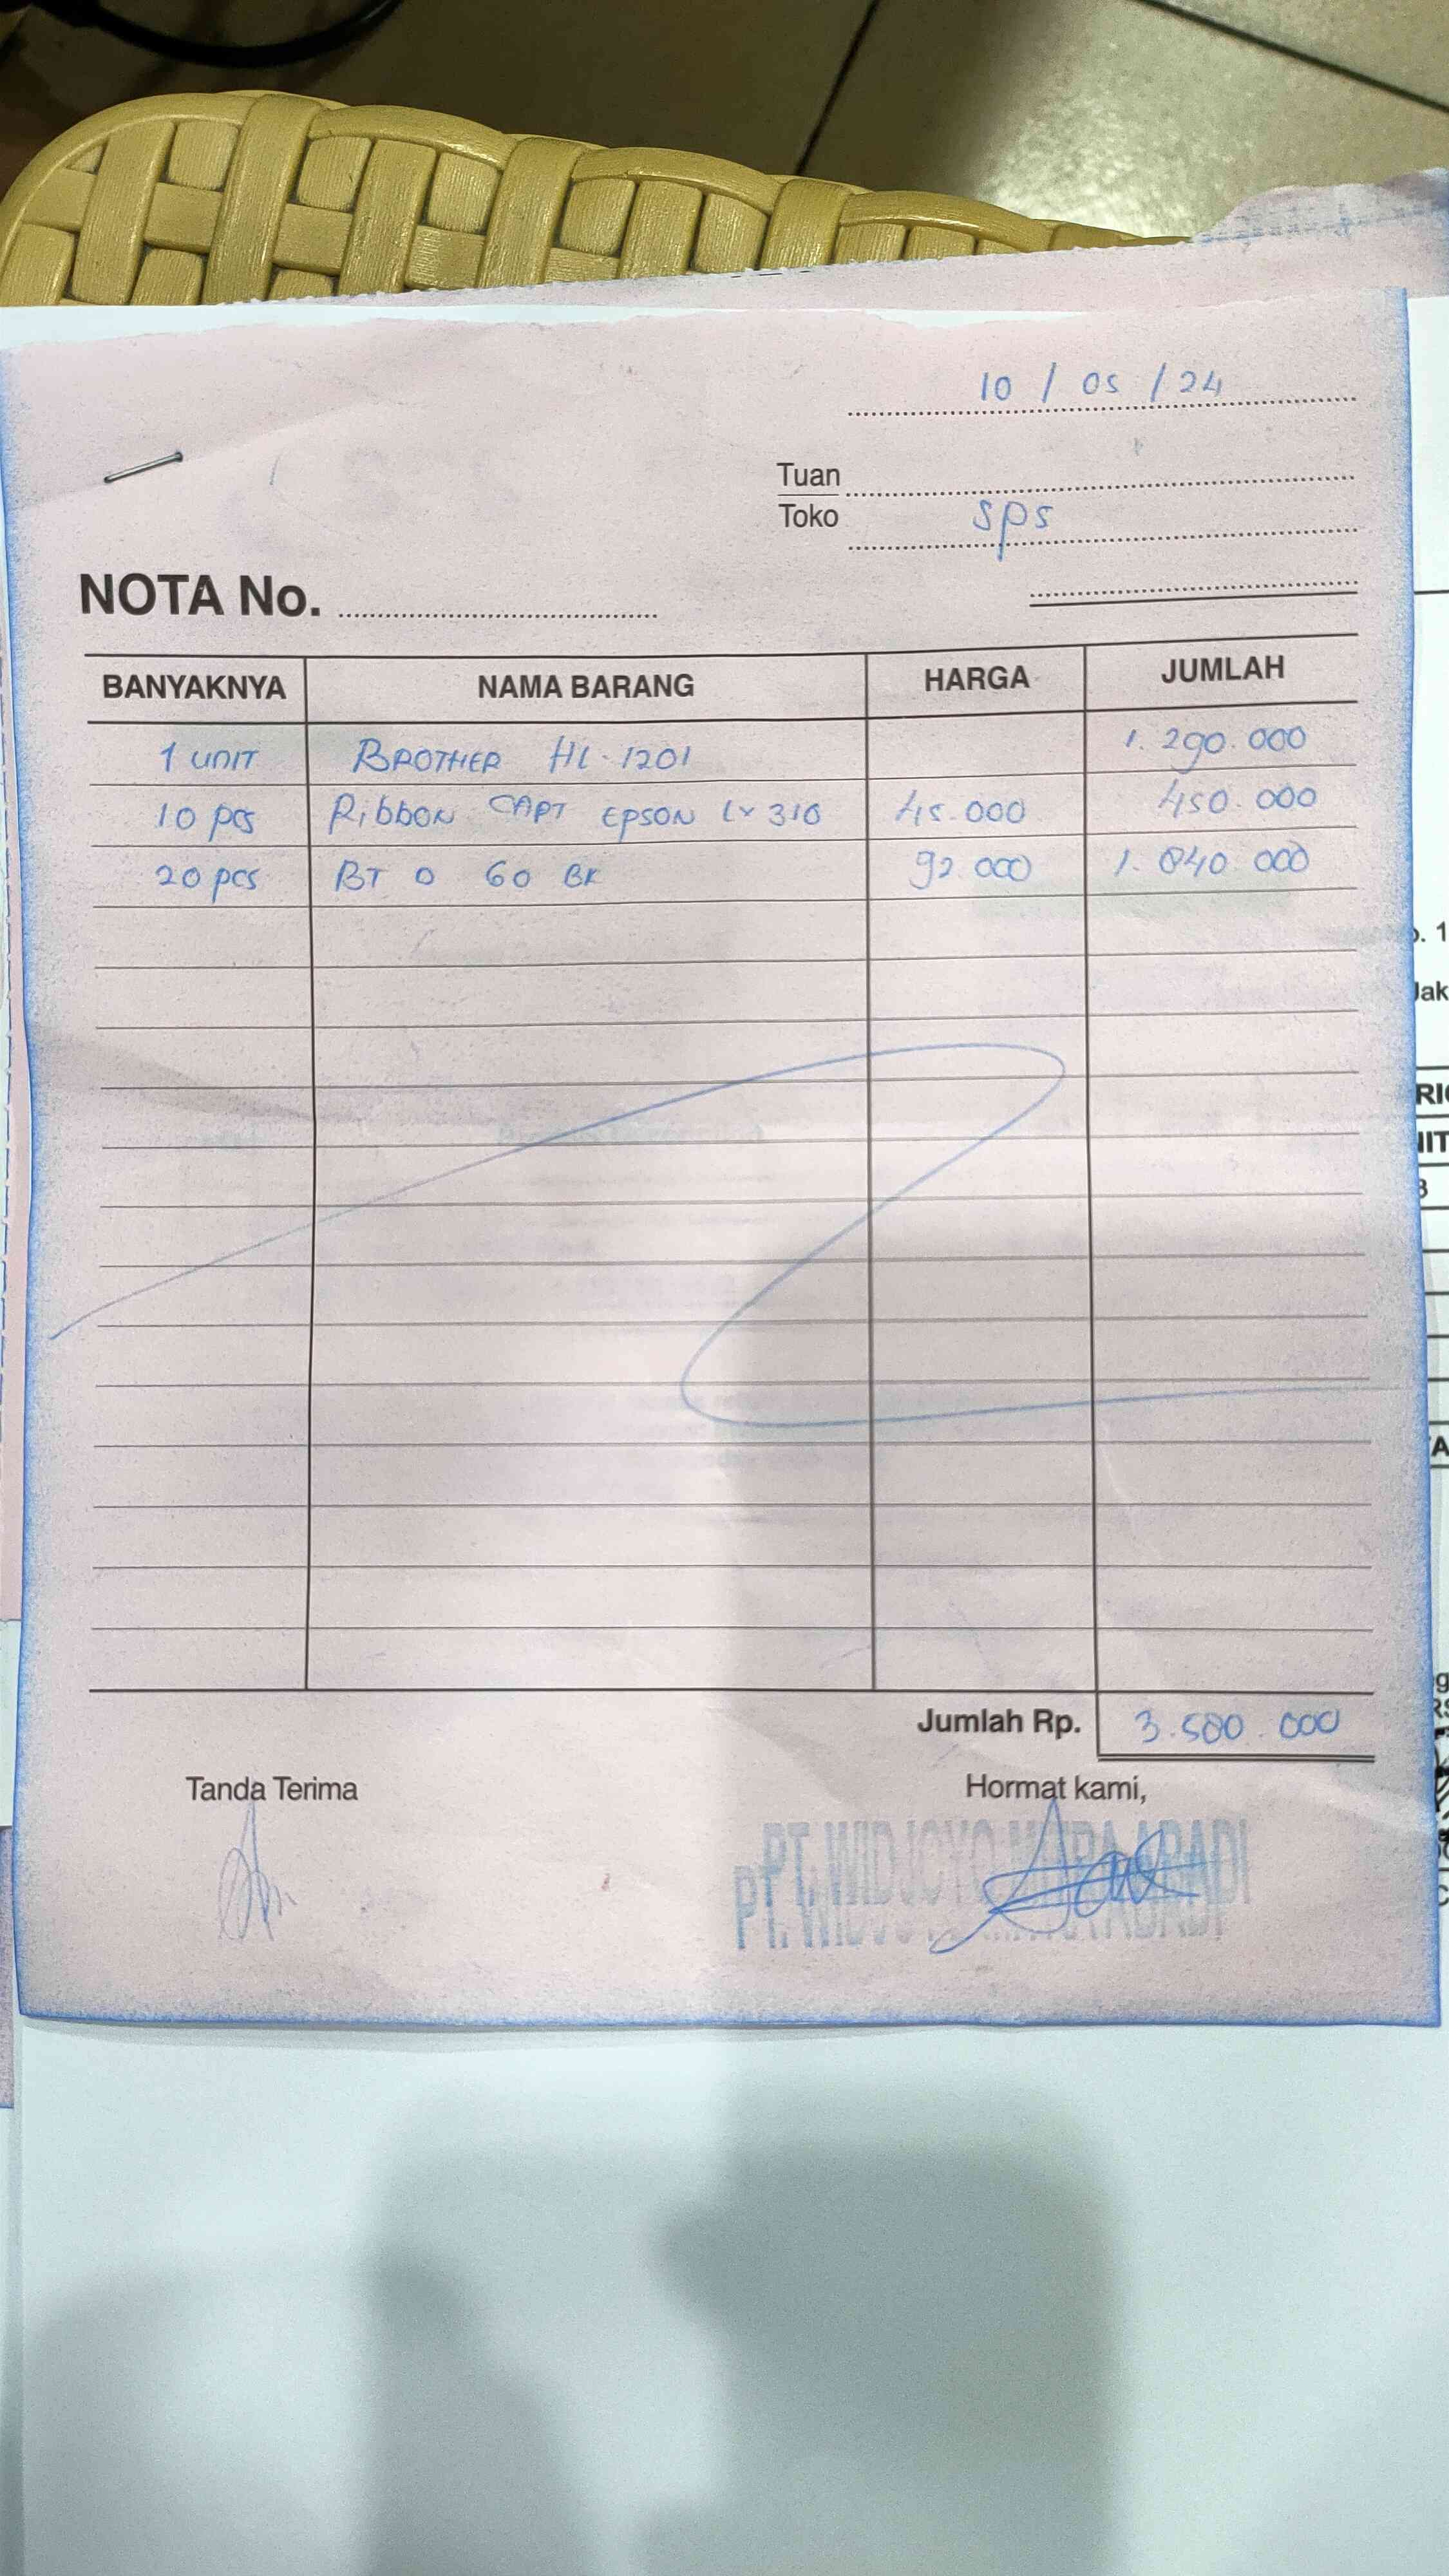 10 / 05 / 24
Tuan
Toko sps
NOTA No.
BANYAKNYA NAMA BARANG HARGA JUMLAH
1 UNIT BROTHER HL-1201 1.290.000
10 pcs Ribbon CAPT EPSON LX 310 45.000 450.000
20 pcs BT D 60 BK 92.000 1.840.000
Jumlah Rp. 3.580.000
Tanda Terima Hormat kami,
PT. WIDJOYO ABADI